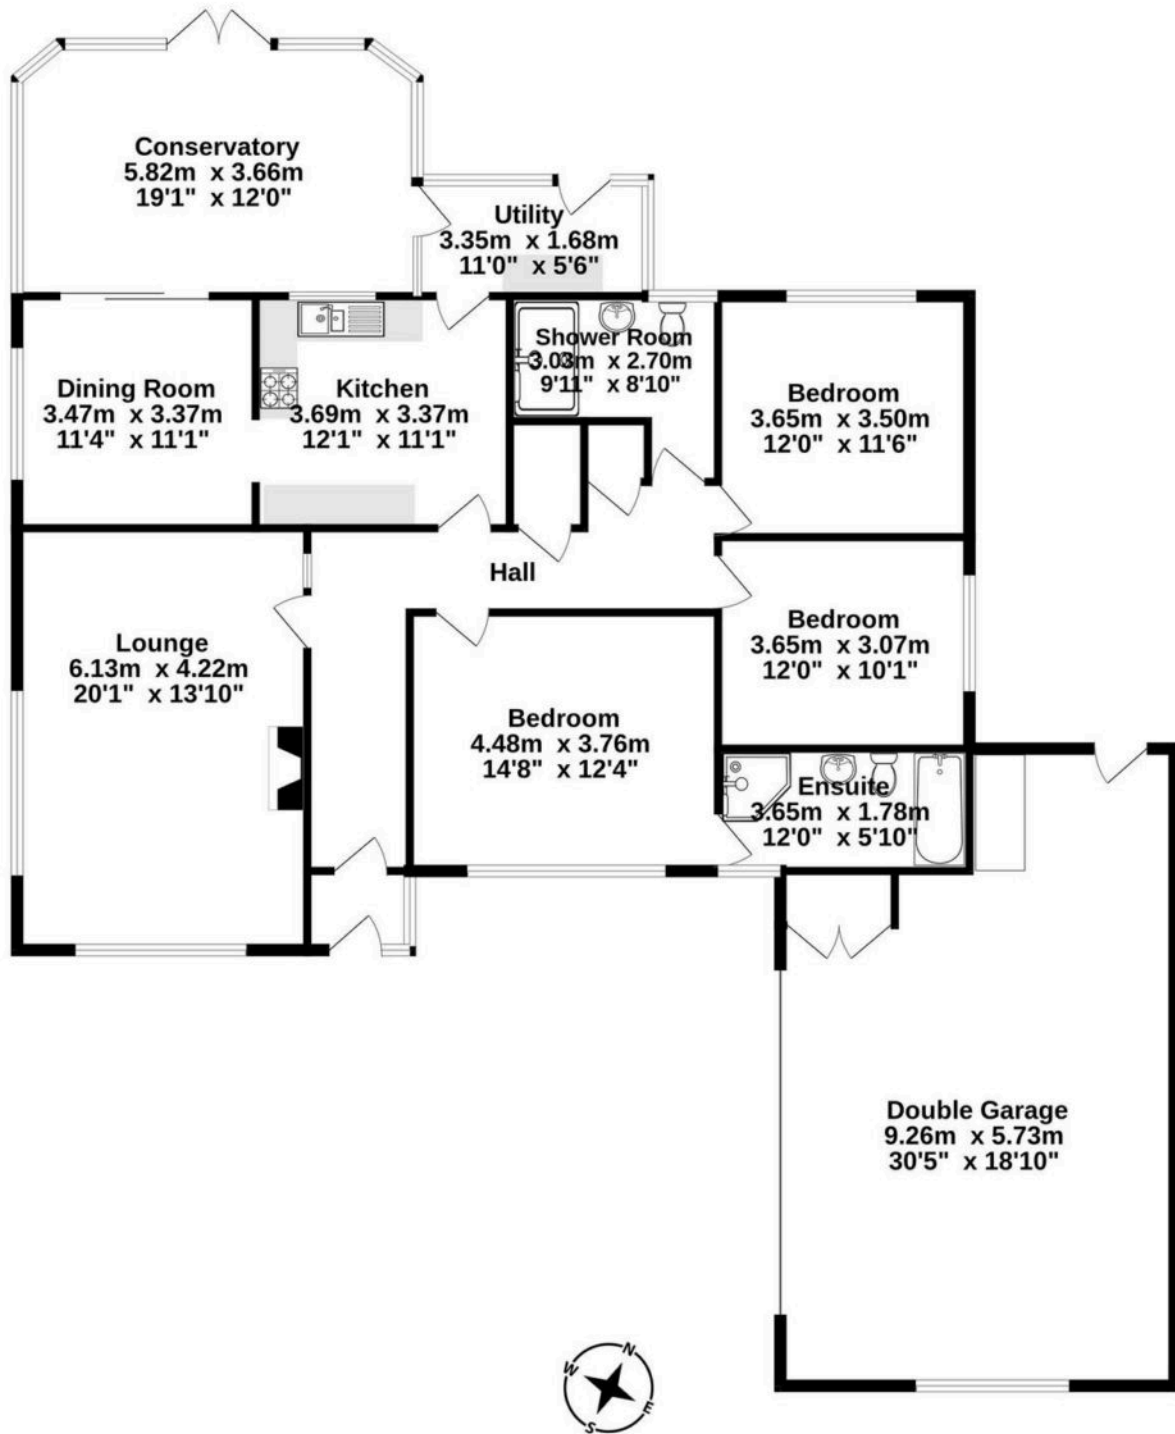 Conservatory
5.82m x 3.66m
19'1" x 12'0"
Utility
3.35m x 1.68m
11'0" x 5'6"
Dining Room
3.47m x 3.37m
11'4" x 11'1"
Kitchen
3.69m x 3.37m
12'1" x 11'1"
Shower Room
3.03m x 2.70m
9'11" x 8'10"
Bedroom
3.65m x 3.50m
12'0" x 11'6"
Hall
Lounge
6.13m x 4.22m
20'1" x 13'10"
Bedroom
3.65m x 3.07m
12'0" x 10'1"
Bedroom
4.48m x 3.76m
14'8" x 12'4"
Ensuite
3.65m x 1.78m
12'0" x 5'10"
Double Garage
9.26m x 5.73m
30'5" x 18'10"
N
W
E
S